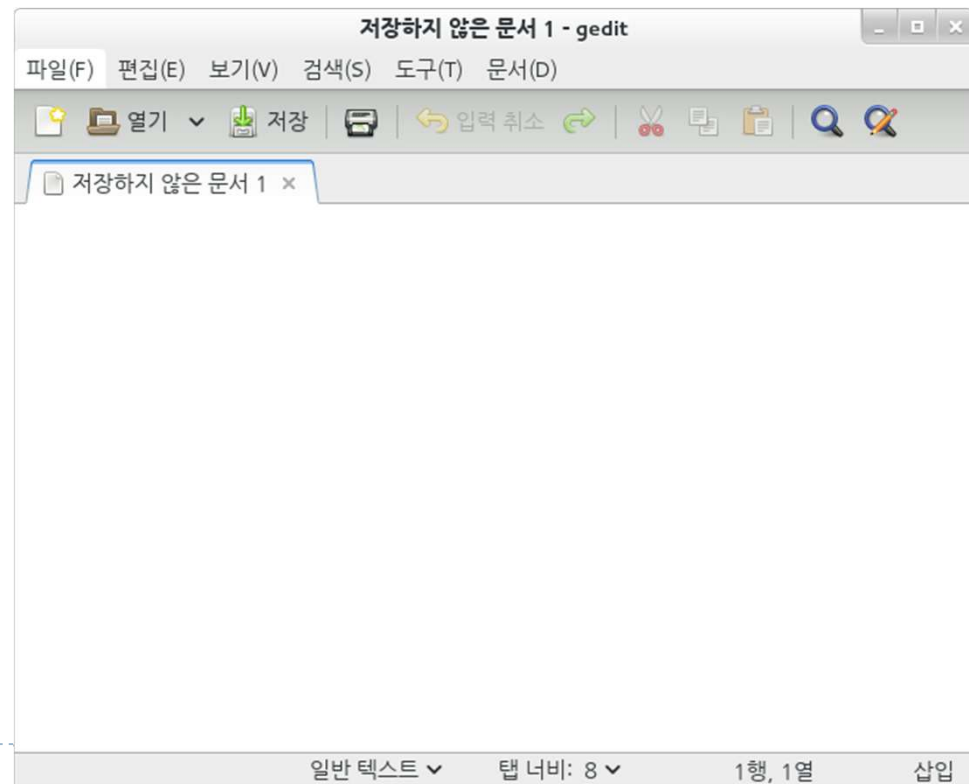 저장하지 않은 문서 1 - gedit
파일(F) 편집(E) 보기(V) 검색(S) 도구(T) 문서(D)
열기 저장 입력 취소
저장하지 않은 문서 1
일반 텍스트 탭 너비: 8 1행, 1열 삽입